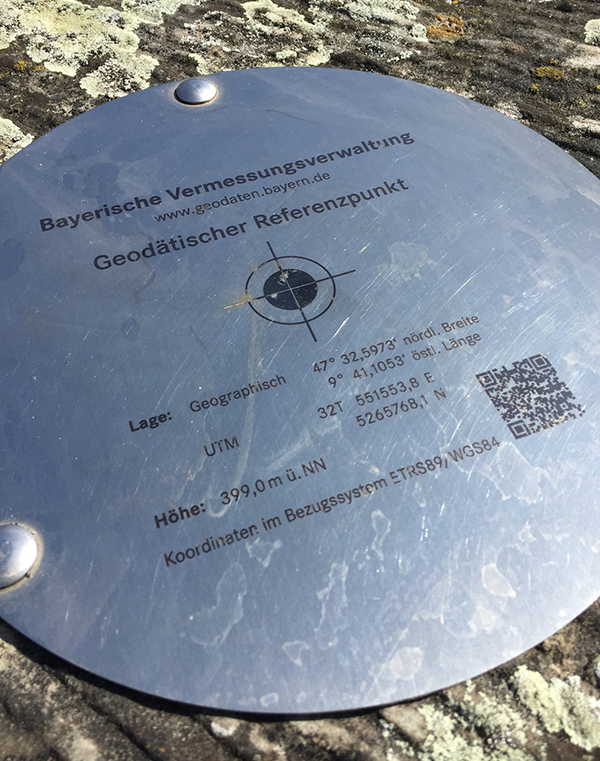 Bayerische Vermessungsverwaltung
www.geodaten.bayern.de
Geodätischer Referenzpunkt
Lage: Geographisch 47° 32,5973' nördl. Breite
9° 41,1053' östl. Länge
UTM 32T 551553,8 E
5265768,1 N
Höhe: 399,0 m ü. NN
Koordinaten im Bezugssystem ETRS89/WGS84